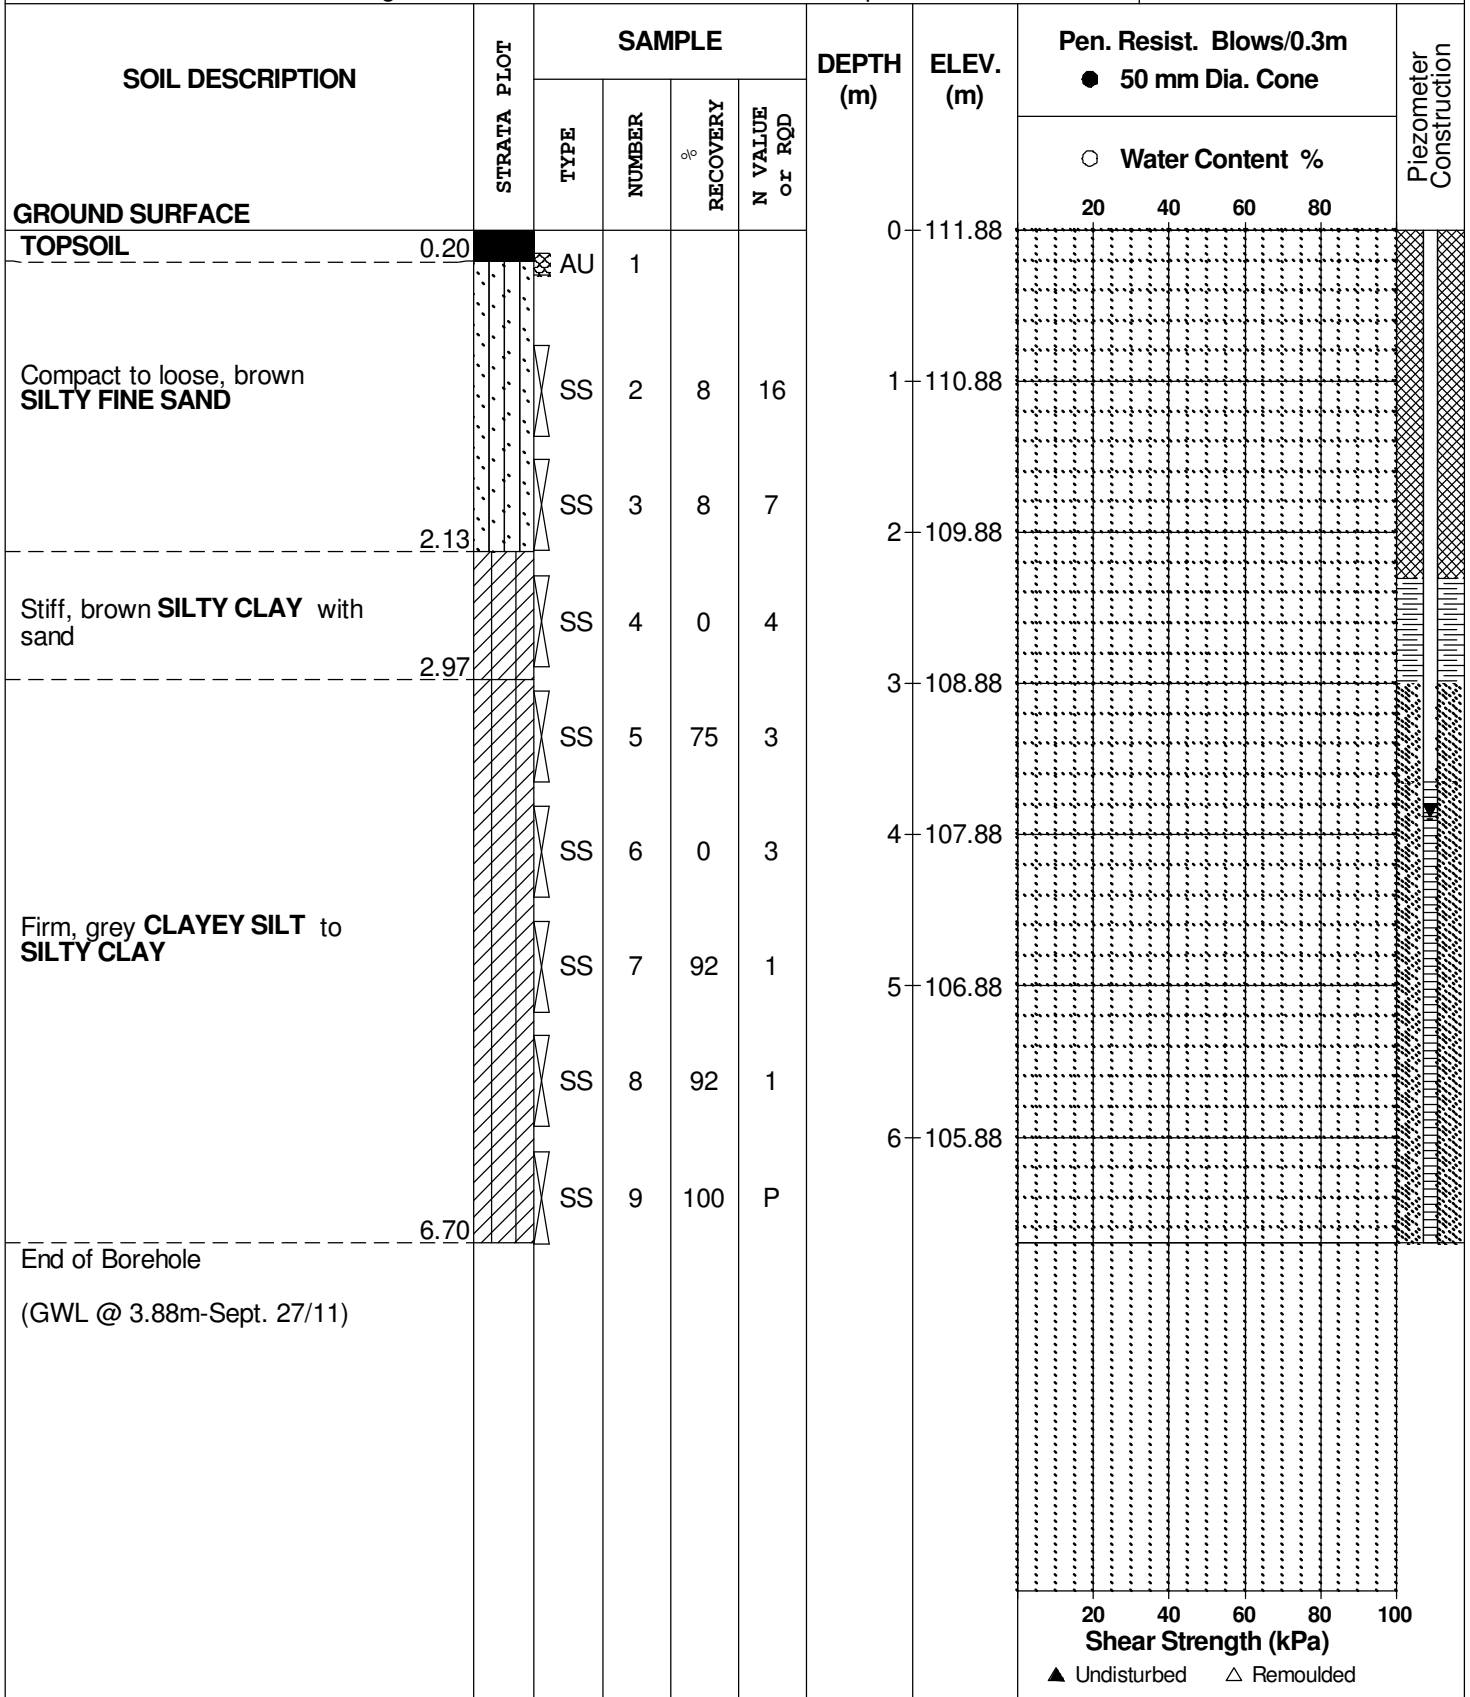 SOIL DESCRIPTION
STRATA PLOT
SAMPLE
TYPE
NUMBER
% RECOVERY
N VALUE or RQD
DEPTH (m)
ELEV. (m)
Pen. Resist. Blows/0.3m
● 50 mm Dia. Cone
○ Water Content %
20 40 60 80
Piezometer Construction
GROUND SURFACE
0 111.88
TOPSOIL 0.20
AU 1
Compact to loose, brown
SILTY FINE SAND
SS 2 8 16
1 110.88
SS 3 8 7
2.13
2 109.88
Stiff, brown SILTY CLAY with
sand
SS 4 0 4
2.97
3 108.88
SS 5 75 3
4 107.88
SS 6 0 3
Firm, grey CLAYEY SILT to
SILTY CLAY
SS 7 92 1
5 106.88
SS 8 92 1
6 105.88
SS 9 100 P
6.70
End of Borehole
(GWL @ 3.88m-Sept. 27/11)
20 40 60 80 100
Shear Strength (kPa)
▲ Undisturbed △ Remoulded